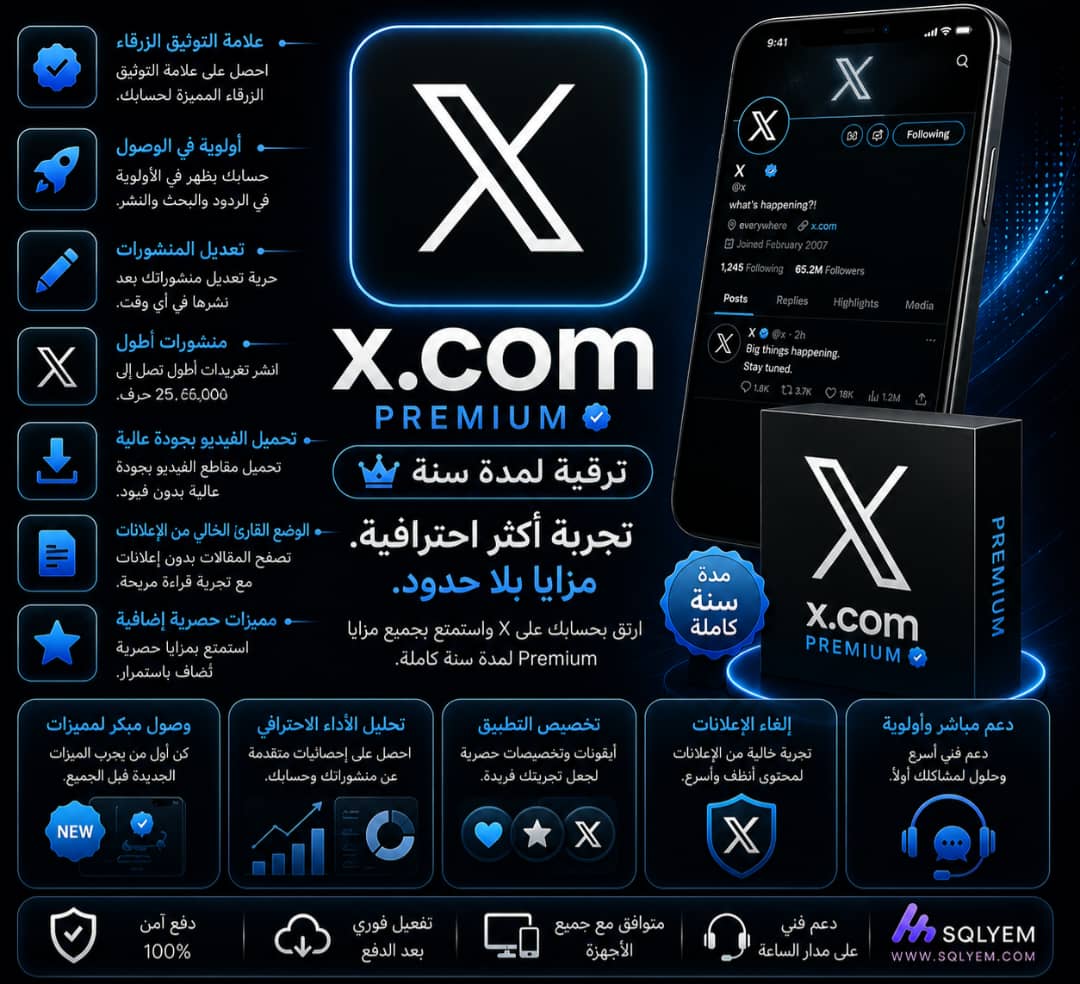 علامة التوثيق الزرقاء
احصل على علامة التوثيق
الزرقاء المميزة لحسابك.
أولوية في الوصول
حسابك بظهر في الأولوية
في الردود والبحث والنشر.
تعديل المنشورات
حرية تعديل منشوراتك بعد
نشرها في أي وقت.
منشورات أطول
انشر تغريدات أطول تصل إلى
حرف.
تحميل الفيديو بجودة عالية
تحميل مقاطع الفيديو بجودة
عالية بدون قيود.
الوضع القارئ الخالي من الإعلانات
تصفح المقالات بدون إعلانات
مع تجربة قراءة مريحة.
مميزات حصرية إضافية
استمتع بمزايا حصرية
تُضاف باستمرار.
X
x.com
PREMIUM
ترقية لمدة سنة
تجربة أكثر احترافية.
مزايا بلا حدود.
ارتق بحسابك على X واستمتع بجميع مزايا
Premium لمدة سنة كاملة.
9:41
X
X
Following
X
@x
what's happening?!
everywhere x.com
Joined February 2007
1,245 Following 65.2M Followers
Posts Replies Highlights Media
X @x · 2h
Big things happening.
Stay tuned.
1.8K 3.7K 18K 1.2M
مدة
سنة
كاملة
X
x.com
PREMIUM
PREMIUM
دعم مباشر وأولوية
دعم فني أسرع
وحلول لمشاكلك أولاً.
إلغاء الإعلانات
تجربة خالية من الإعلانات
لمحتوى أنظف وأسرع.
X
تخصيص التطبيق
أيقونات وتخصيصات حصرية
لجعل تجربتك فريدة.
X
تحليل الأداء الاحترافي
احصل على إحصائيات متقدمة
عن منشوراتك وحسابك.
وصول مبكر لمميزات
كن أول من يجرب الميزات
الجديدة قبل الجميع.
NEW
SQLYEM
WWW.SQLYEM.COM
دعم فني
على مدار الساعة
متوافق مع جميع
الأجهزة
تفعيل فوري
بعد الدفع
دفع آمن
100%